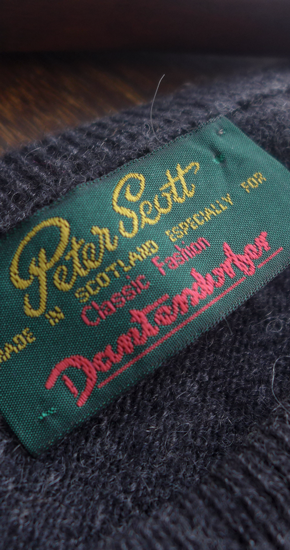 Peter Scott
MADE IN SCOTLAND ESPECIALLY FOR
Classic Fashion
Dantendorfer